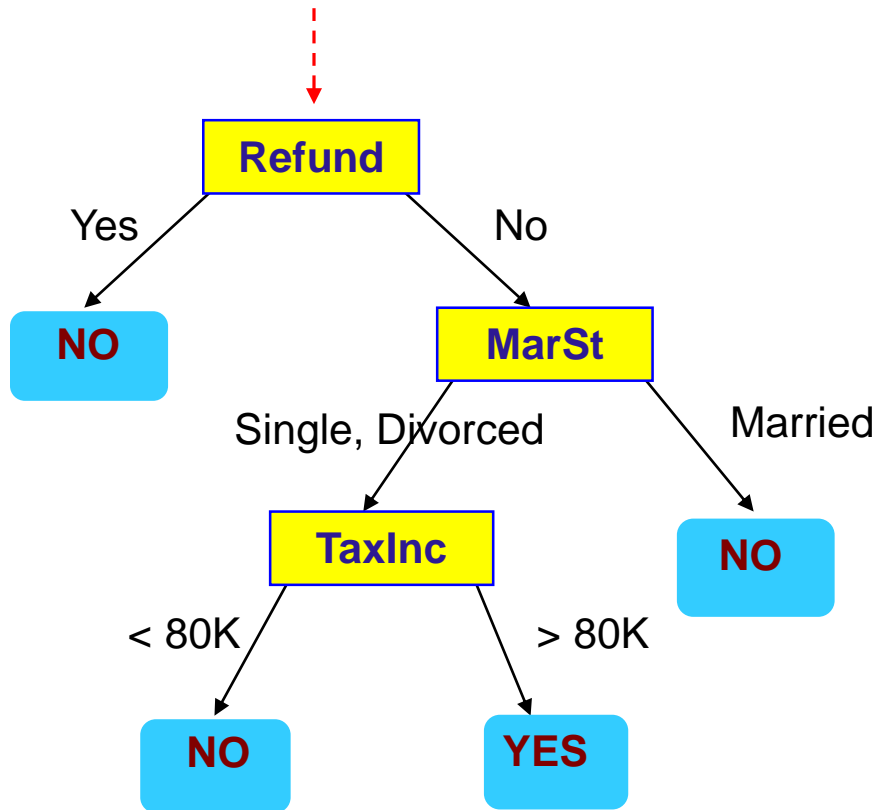 Refund
Yes
No
NO
MarSt
Single, Divorced
Married
TaxInc
NO
< 80K
> 80K
NO
YES